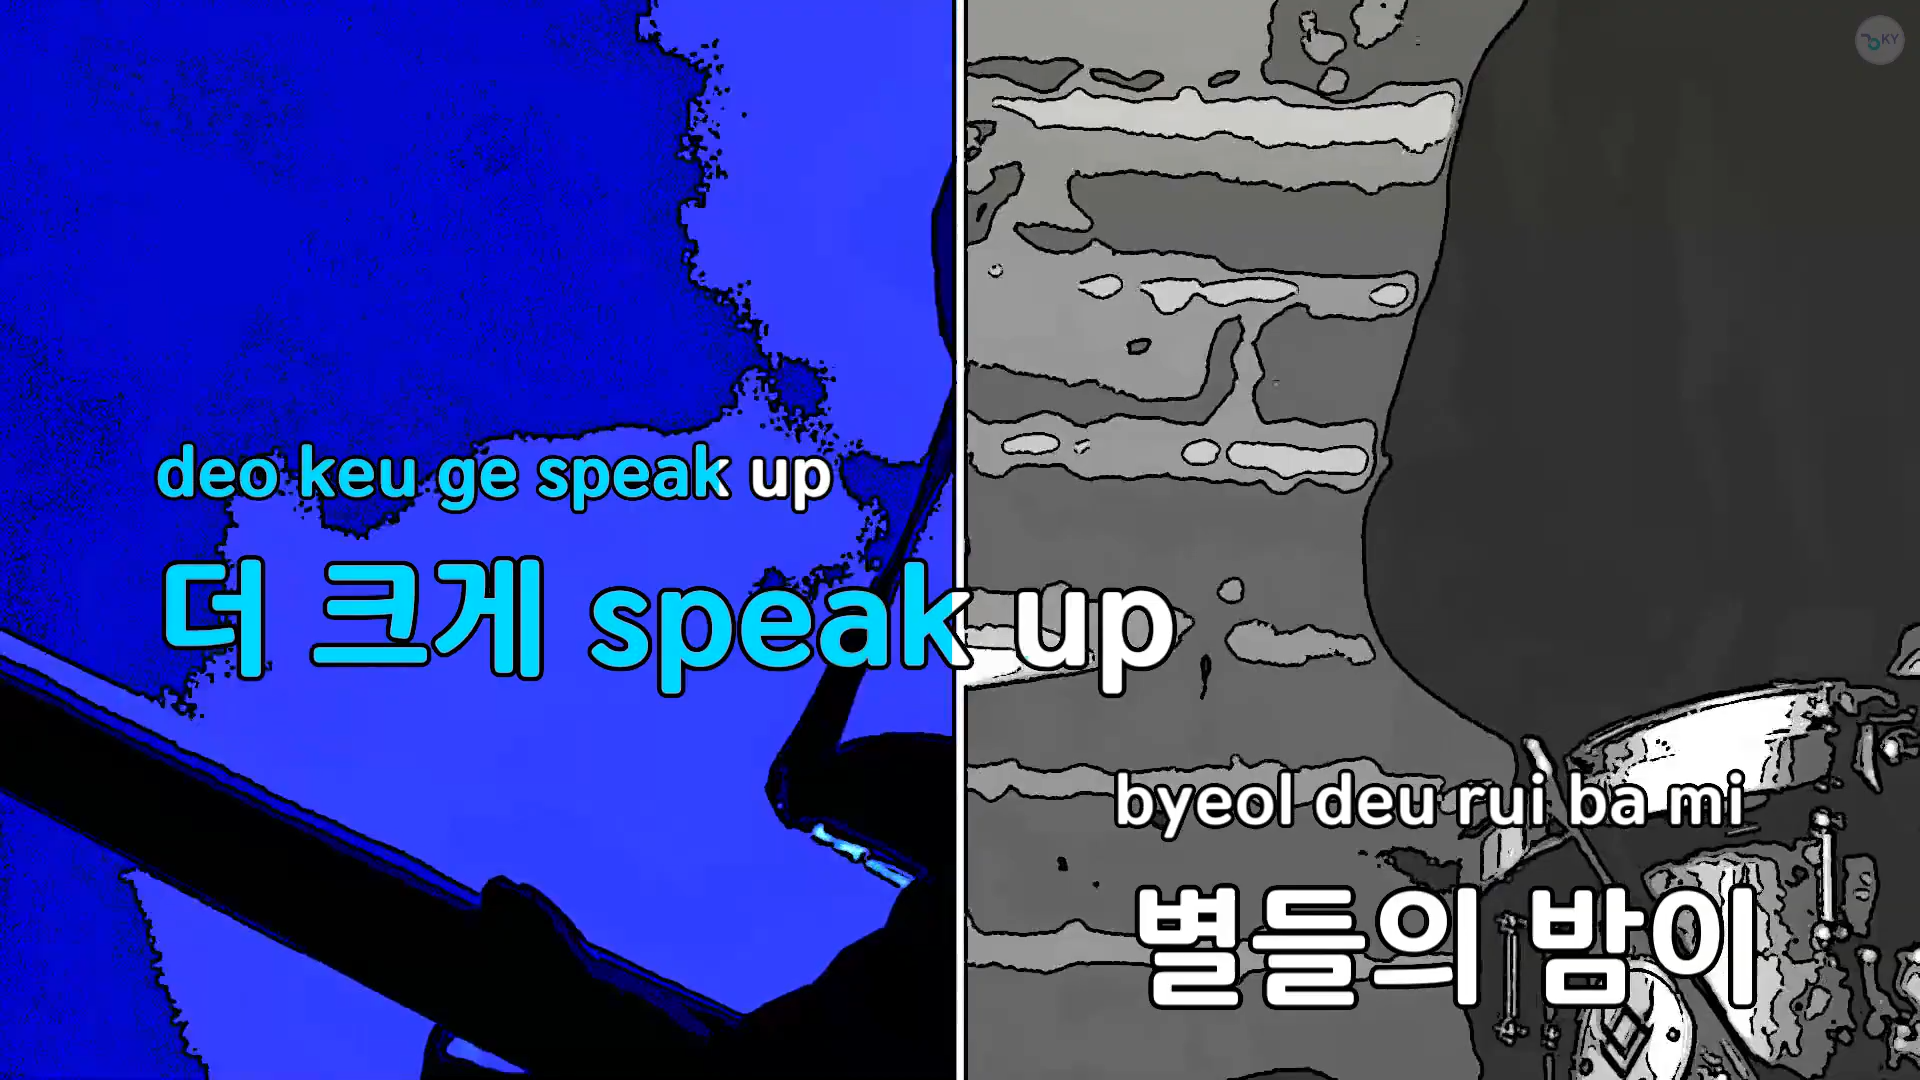 KY
deo keu ge speak up
더 크게 speak up
byeol deu rui ba mi
별들의 밤이